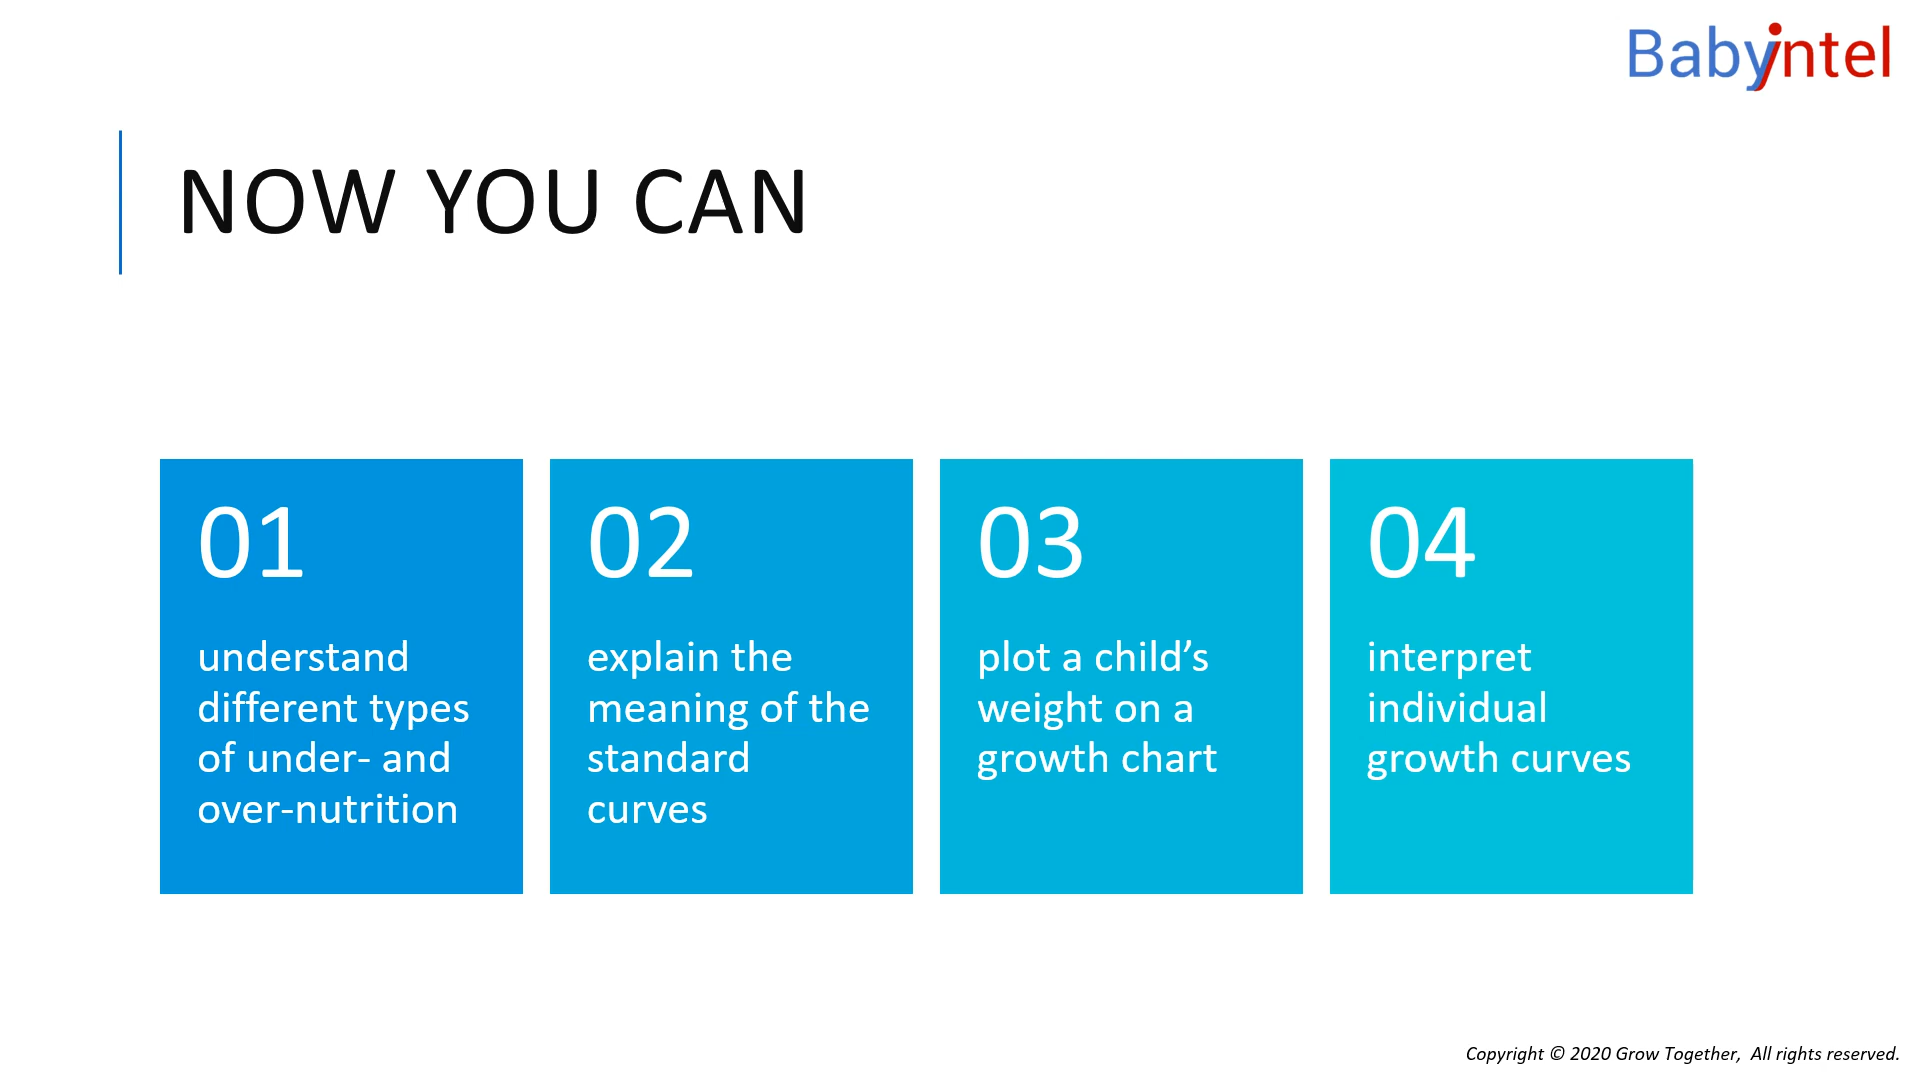 Babyintel
NOW YOU CAN
01
understand
different types
of under- and
over-nutrition
02
explain the
meaning of the
standard
curves
03
plot a child’s
weight on a
growth chart
04
interpret
individual
growth curves
Copyright © 2020 Grow Together, All rights reserved.